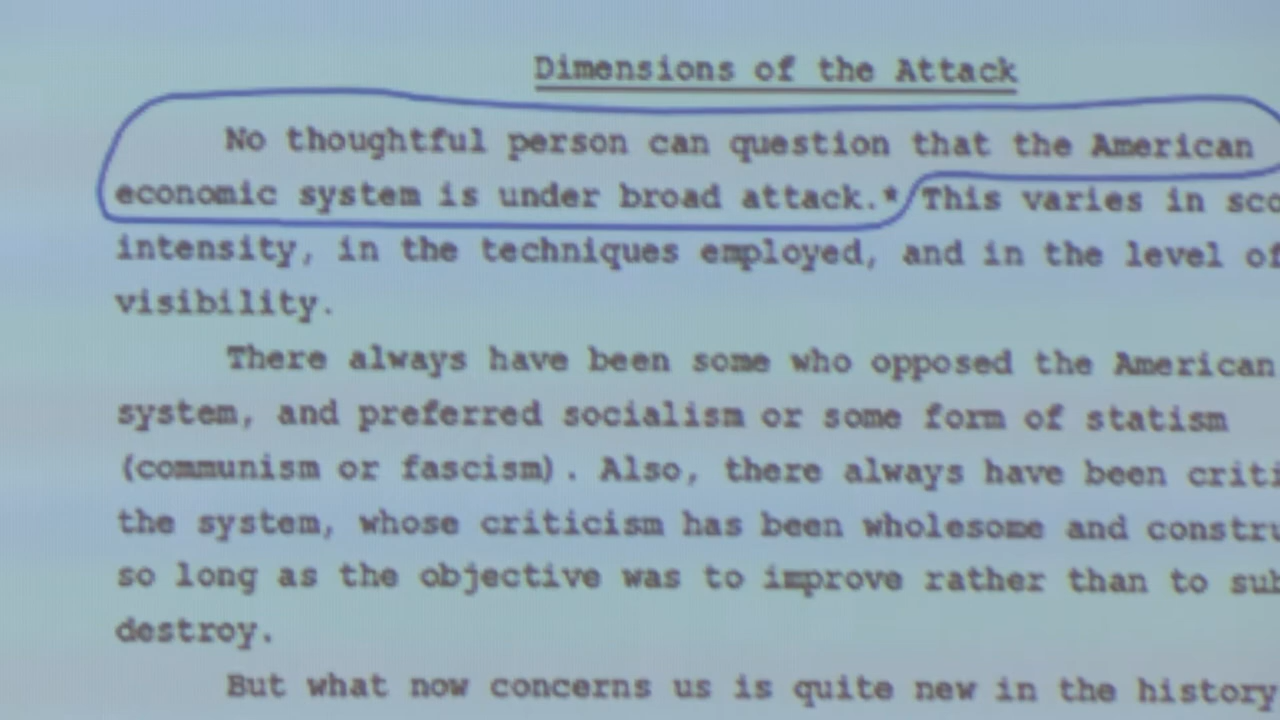 Dimensions of the Attack
No thoughtful person can question that the American
economic system is under broad attack.* This varies in
intensity, in the techniques employed, and in the level of
visibility.
There always have been some who opposed the American
system, and preferred socialism or some form of statism
(communism or fascism). Also, there always have been
the system, whose criticism has been wholesome and
so long as the objective was to improve rather than to
destroy.
But what now concerns us is quite new in the history